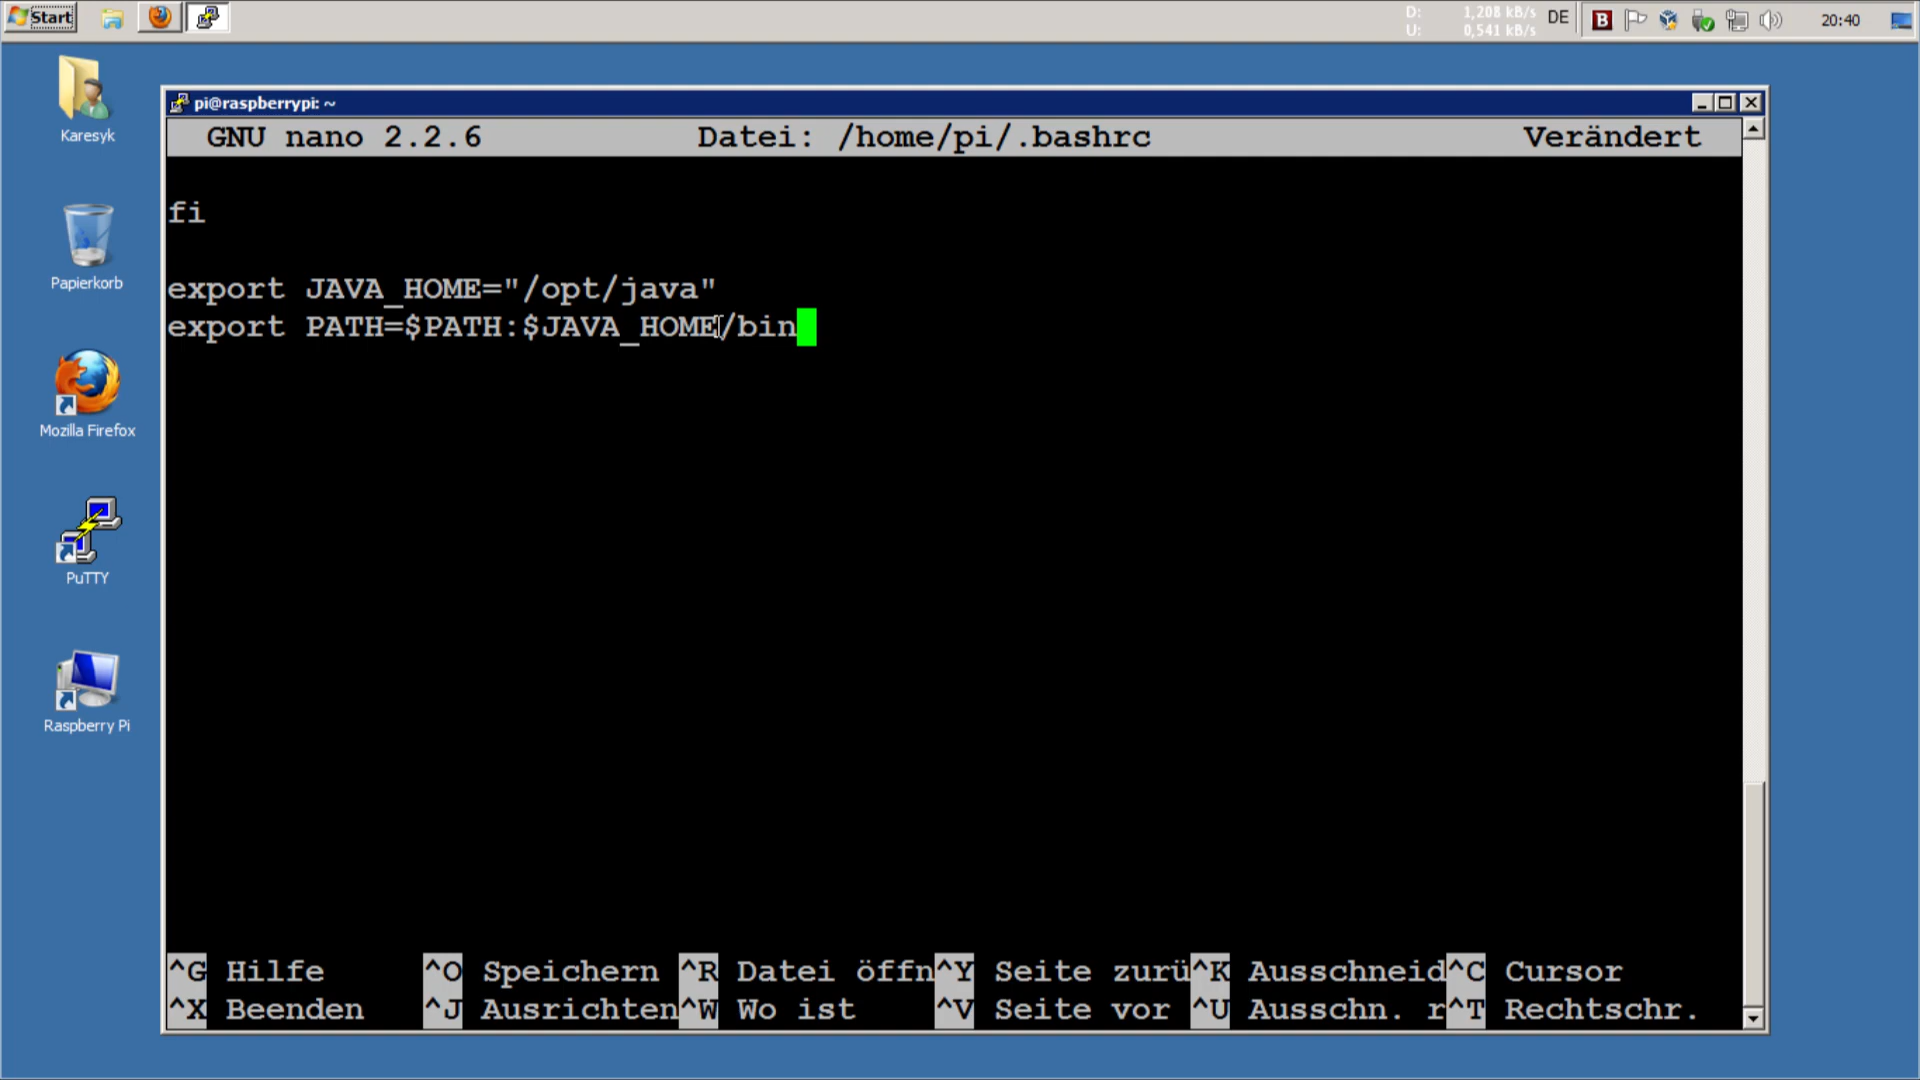 Start
D: 1,208 kB/s
U: 0,541 kB/s
DE
B
20:40
Karesyk
Papierkorb
Mozilla Firefox
PuTTY
Raspberry Pi
pi@raspberrypi: ~
GNU nano 2.2.6 Datei: /home/pi/.bashrc Verändert
fi
export JAVA_HOME="/opt/java"
export PATH=$PATH:$JAVA_HOME/bin
^G Hilfe ^O Speichern ^R Datei öffn^Y Seite zurü^K Ausschneid^C Cursor
^X Beenden ^J Ausrichten^W Wo ist ^V Seite vor ^U Ausschn. r^T Rechtschr.